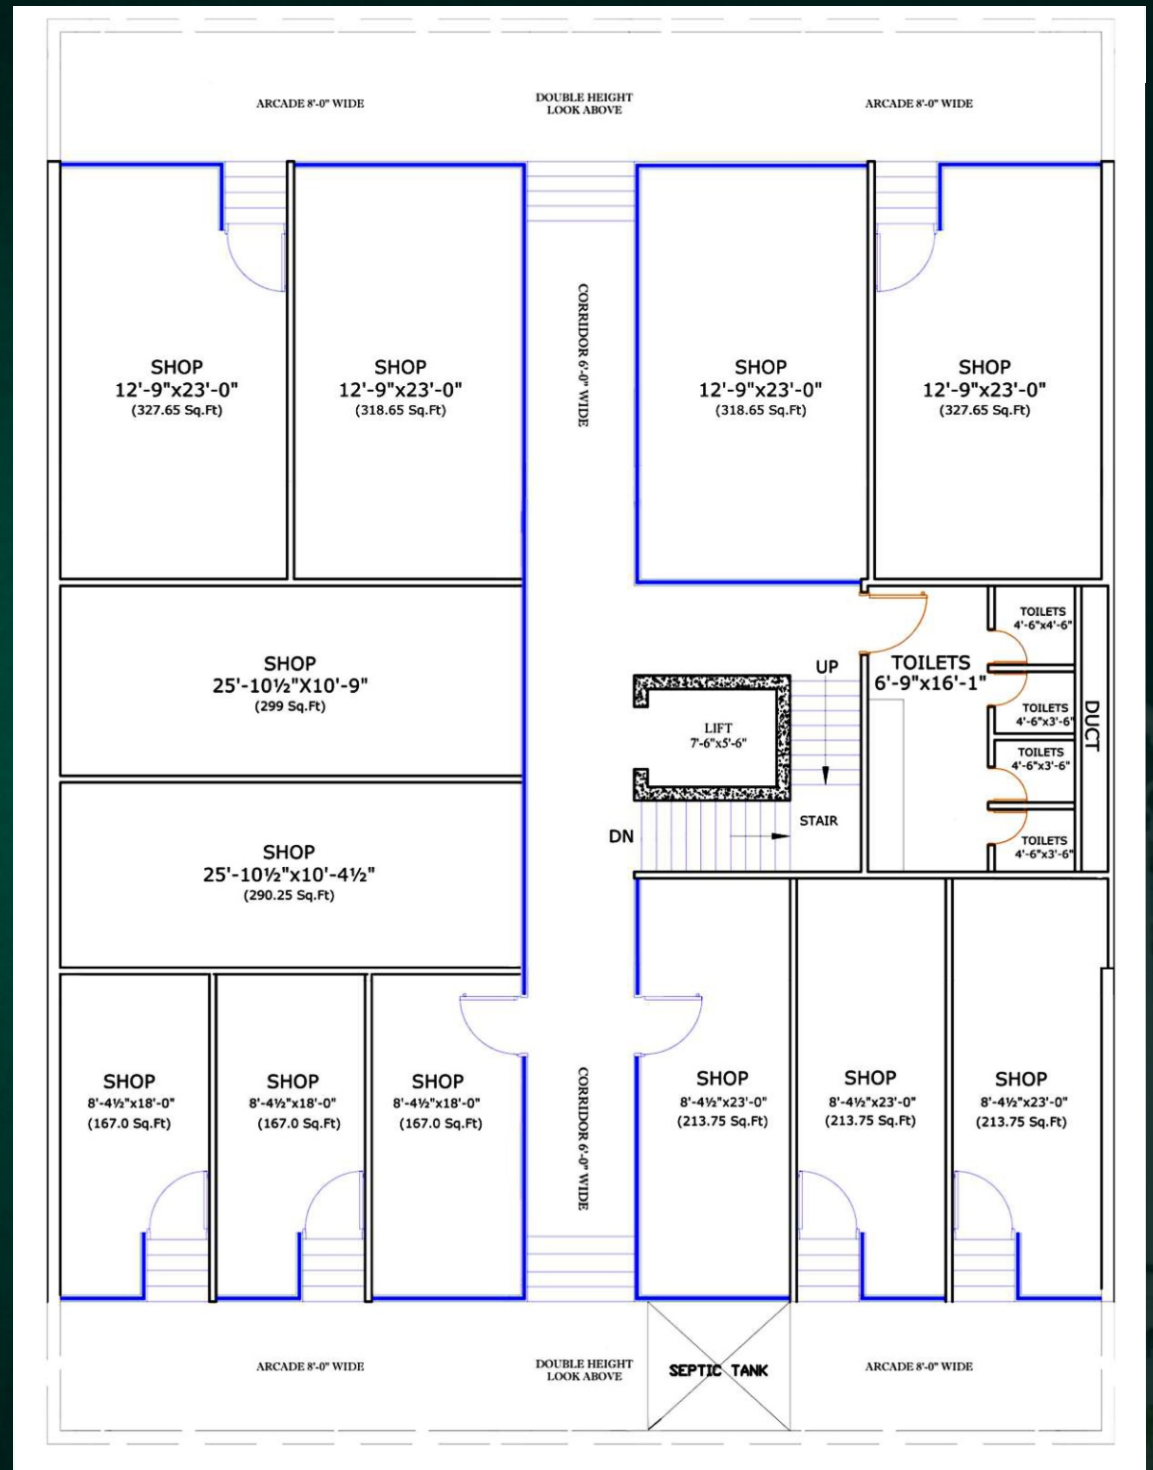 ARCADE 8'-0" WIDE
DOUBLE HEIGHT
LOOK ABOVE
ARCADE 8'-0" WIDE
SHOP
12'-9"x23'-0"
(327.65 Sq.Ft)
SHOP
12'-9"x23'-0"
(318.65 Sq.Ft)
CORRIDOR 6'-0" WIDE
SHOP
12'-9"x23'-0"
(318.65 Sq.Ft)
SHOP
12'-9"x23'-0"
(327.65 Sq.Ft)
SHOP
25'-10½"X10'-9"
(299 Sq.Ft)
UP
LIFT
7'-6"x5'-6"
STAIR
DN
TOILETS
6'-9"x16'-1"
TOILETS
4'-6"x4'-6"
TOILETS
4'-6"x3'-6"
TOILETS
4'-6"x3'-6"
TOILETS
4'-6"x3'-6"
DUCT
SHOP
25'-10½"x10'-4½"
(290.25 Sq.Ft)
SHOP
8'-4½"x18'-0"
(167.0 Sq.Ft)
SHOP
8'-4½"x18'-0"
(167.0 Sq.Ft)
SHOP
8'-4½"x18'-0"
(167.0 Sq.Ft)
CORRIDOR 6'-0" WIDE
SHOP
8'-4½"x23'-0"
(213.75 Sq.Ft)
SHOP
8'-4½"x23'-0"
(213.75 Sq.Ft)
SHOP
8'-4½"x23'-0"
(213.75 Sq.Ft)
ARCADE 8'-0" WIDE
DOUBLE HEIGHT
LOOK ABOVE
SEPTIC TANK
ARCADE 8'-0" WIDE